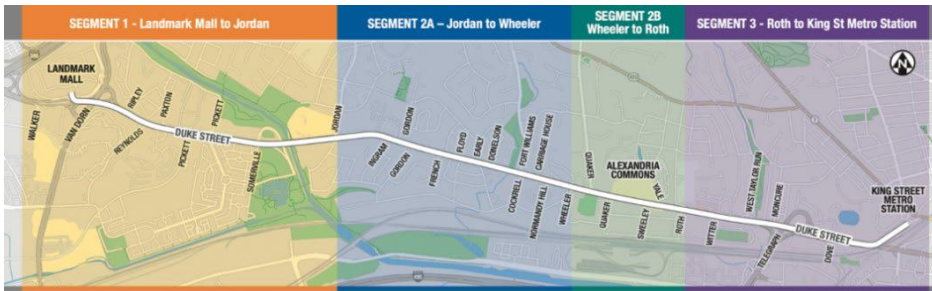 SEGMENT 1 - Landmark Mall to Jordan
SEGMENT 2A – Jordan to Wheeler
SEGMENT 2B
Wheeler to Roth
SEGMENT 3 - Roth to King St Metro Station
N
LANDMARK
MALL
WALKER
VAN DORN
RIPLEY
REYNOLDS
PAXTON
PICKETT
PICKETT
DUKE STREET
SOMERVILLE
JORDAN
INGRAM
GORDON
GORDON
FRENCH
FLOYD
EARLY
DONELSON
FORT WILLIAMS
CARRIAGE HOUSE
COCKRELL
NORMANDY HILL
WHEELER
QUAKER
QUAKER
ALEXANDRIA
COMMONS
YALE
SWEELEY
ROTH
WITTER
WEST TAYLOR RUN
MONCURE
TELEGRAPH
DUKE STREET
DOVE
KING STREET
METRO
STATION